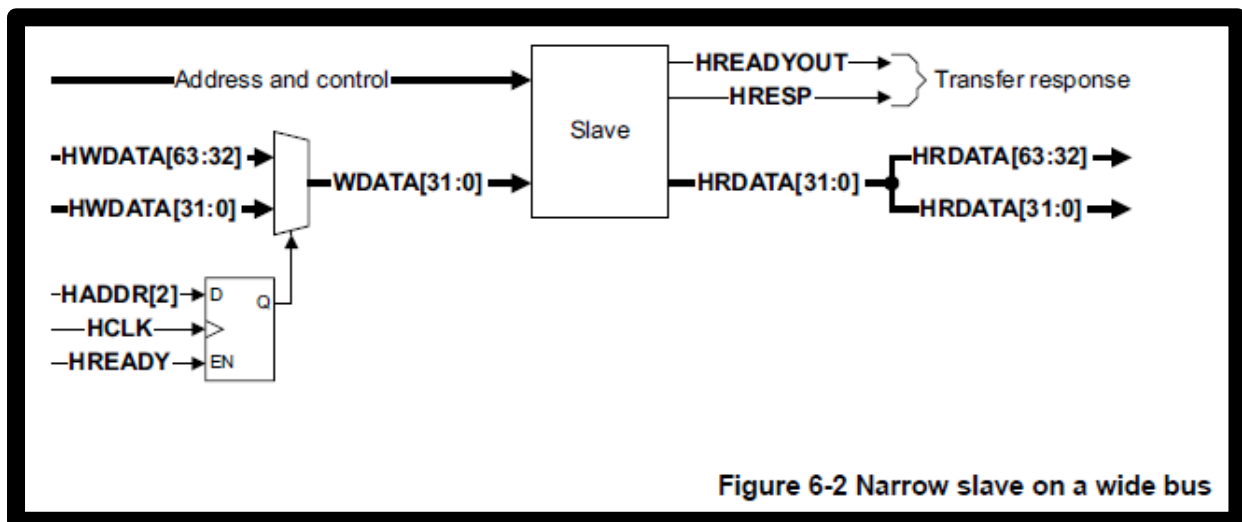 Address and control
HREADYOUT
HRESP
Transfer response
Slave
HWDATA[63:32]
HWDATA[31:0]
WDATA[31:0]
HRDATA[31:0]
HRDATA[63:32]
HRDATA[31:0]
HADDR[2]
D
Q
HCLK
HREADY
EN
Figure 6-2 Narrow slave on a wide bus